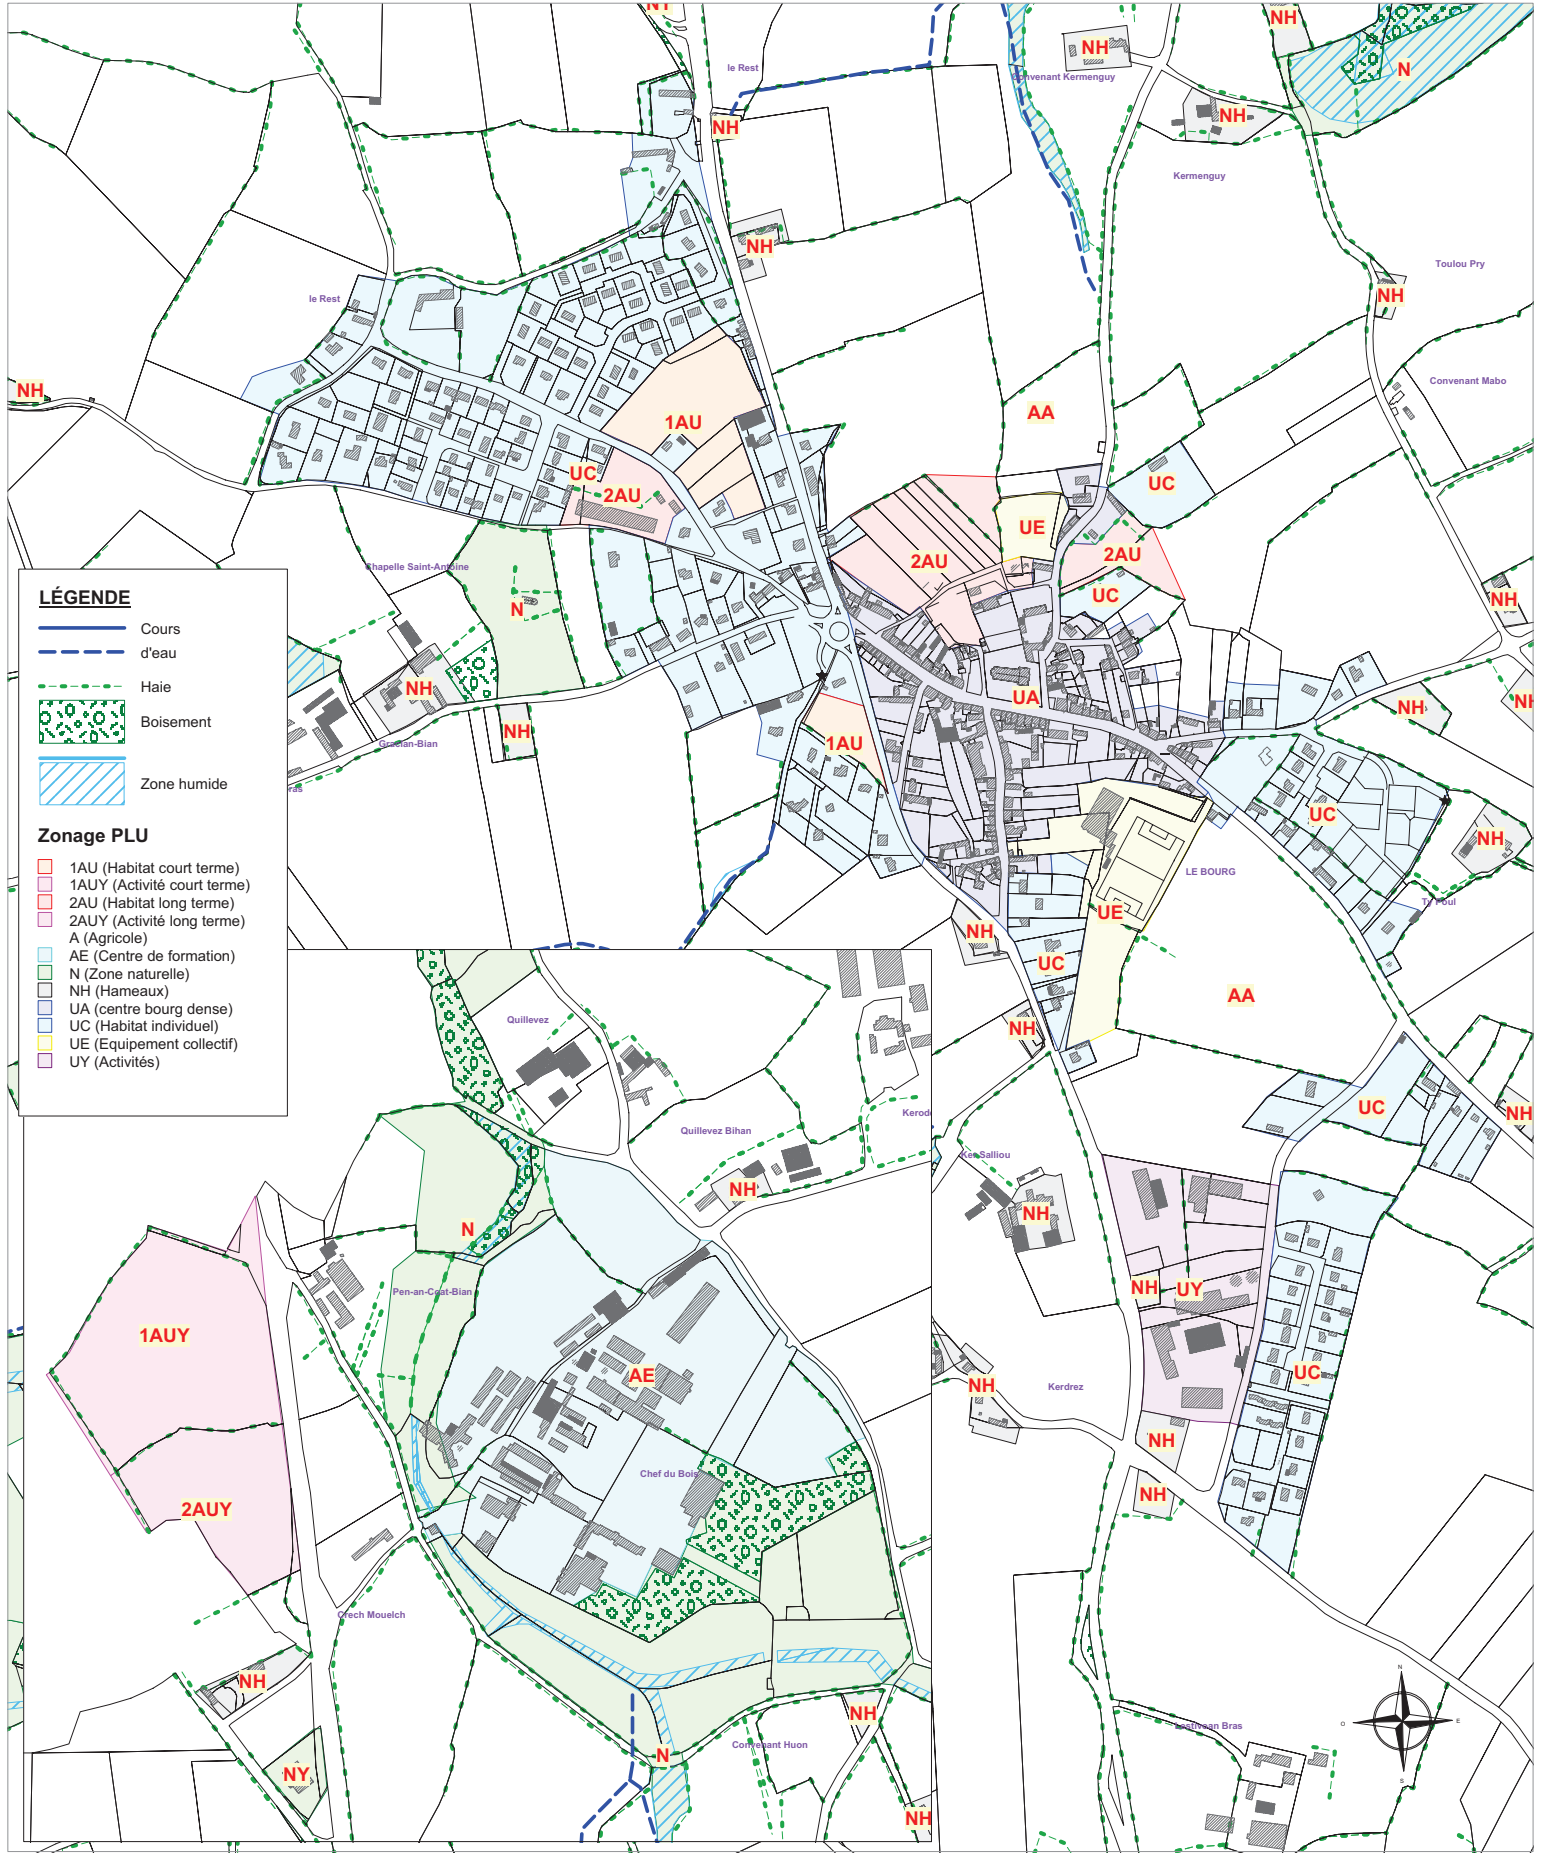 NH
NH
le Rest
NH
Convenant Kermenguy
N
NH
NH
Kermenguy
NH
Toulou Pry
NH
le Rest
NH
Convenant Mabo
AA
1AU
UC
2AU
UC
UE
2AU
2AU
UC
NH
Chapelle Saint-Antoine
N
NH
UA
NH
NH
Gracian-Bian
1AU
UC
NH
LE BOURG
UE
Ty Poul
NH
UC
AA
NH
UC
NH
LÉGENDE
Cours
d'eau
Haie
Boisement
Zone humide
Zonage PLU
1AU (Habitat court terme)
1AUY (Activité court terme)
2AU (Habitat long terme)
2AUY (Activité long terme)
A (Agricole)
AE (Centre de formation)
N (Zone naturelle)
NH (Hameaux)
UA (centre bourg dense)
UC (Habitat individuel)
UE (Equipement collectif)
UY (Activités)
Quillevez
Quillevez Bihan
NH
N
Pen-an-Coat-Bian
1AUY
AE
Chef du Bois
2AUY
Crech Mouelch
NH
NY
N
Convenant Huon
NH
NH
Ker Salliou
NH
NH
UY
NH
Kerdrez
UC
NH
NH
N
O
E
S
Lostivoan Bras